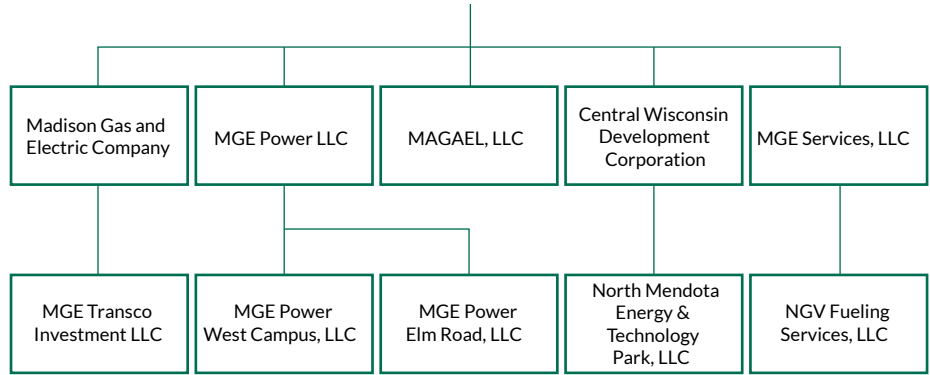 Madison Gas and
Electric Company
MGE Power LLC
MAGAEL, LLC
Central Wisconsin
Development
Corporation
MGE Services, LLC
MGE Transco
Investment LLC
MGE Power
West Campus, LLC
MGE Power
Elm Road, LLC
North Mendota
Energy &
Technology
Park, LLC
NGV Fueling
Services, LLC